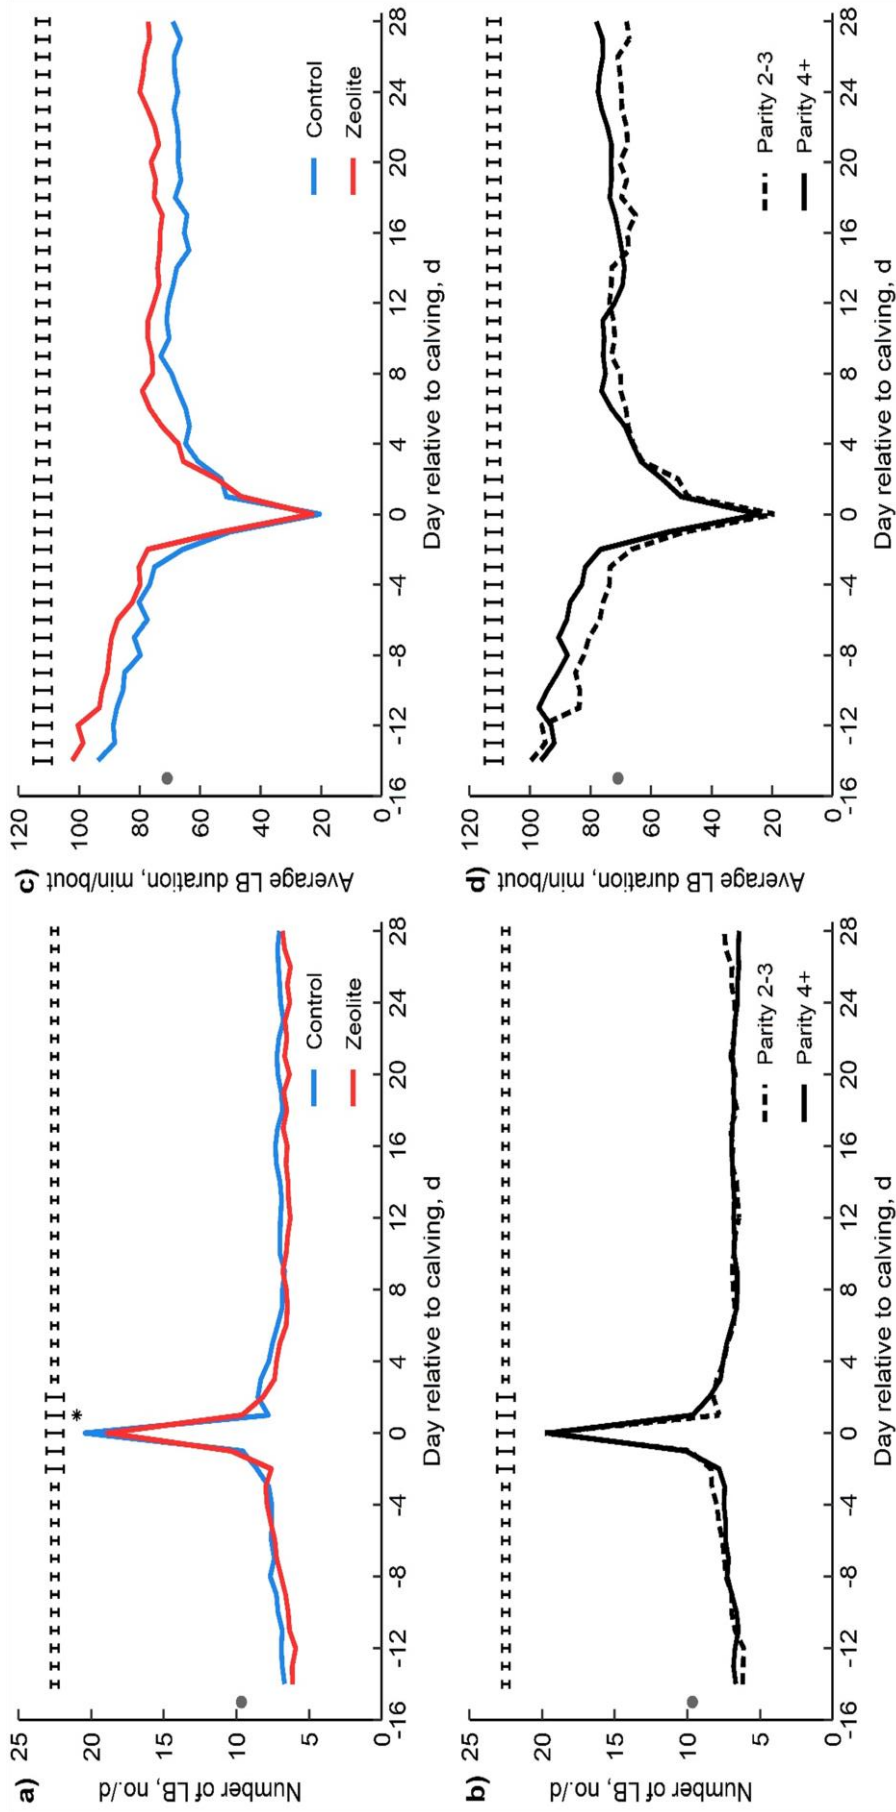 a)
Number of LB, no./d
25
20
15
10
5
0
*
Control
Zeolite
-16 -12 -8 -4 0 4 8 12 16 20 24 28
Day relative to calving, d
c)
Average LB duration, min/bout
120
100
80
60
40
20
0
Control
Zeolite
-16 -12 -8 -4 0 4 8 12 16 20 24 28
Day relative to calving, d
b)
Number of LB, no./d
25
20
15
10
5
0
Parity 2-3
Parity 4+
-16 -12 -8 -4 0 4 8 12 16 20 24 28
Day relative to calving, d
d)
Average LB duration, min/bout
120
100
80
60
40
20
0
Parity 2-3
Parity 4+
-16 -12 -8 -4 0 4 8 12 16 20 24 28
Day relative to calving, d